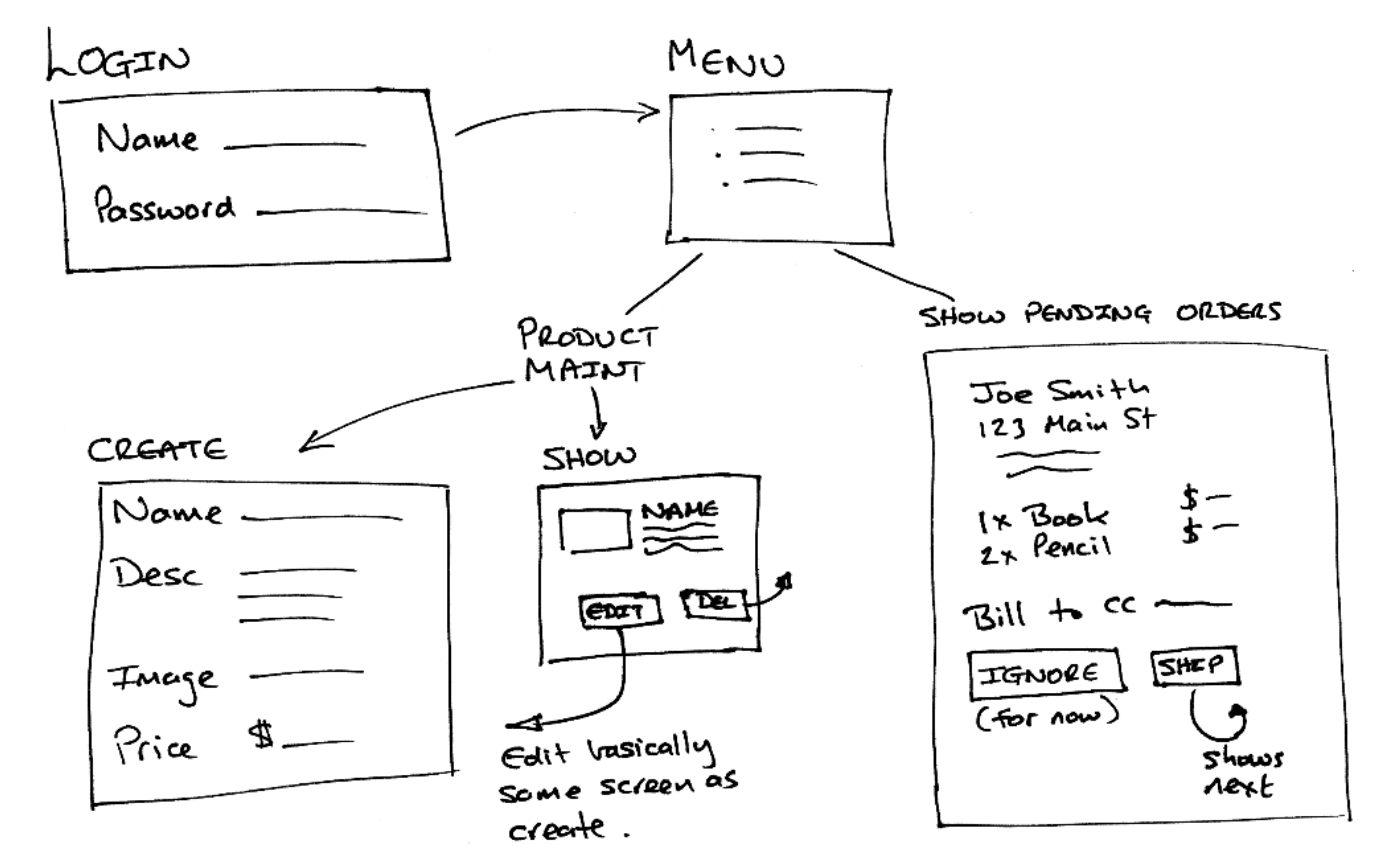 LOGIN
Name
Password
MENU
PRODUCT
MAINT
SHOW PENDING ORDERS
Joe Smith
123 Main St
1x Book $
2x Pencil $
Bill to CC
IGNORE
(for now)
SHIP
shows
next
CREATE
Name
Desc
Image
Price $
SHOW
NAME
EDIT
DEL
Edit basically
same screen as
create.